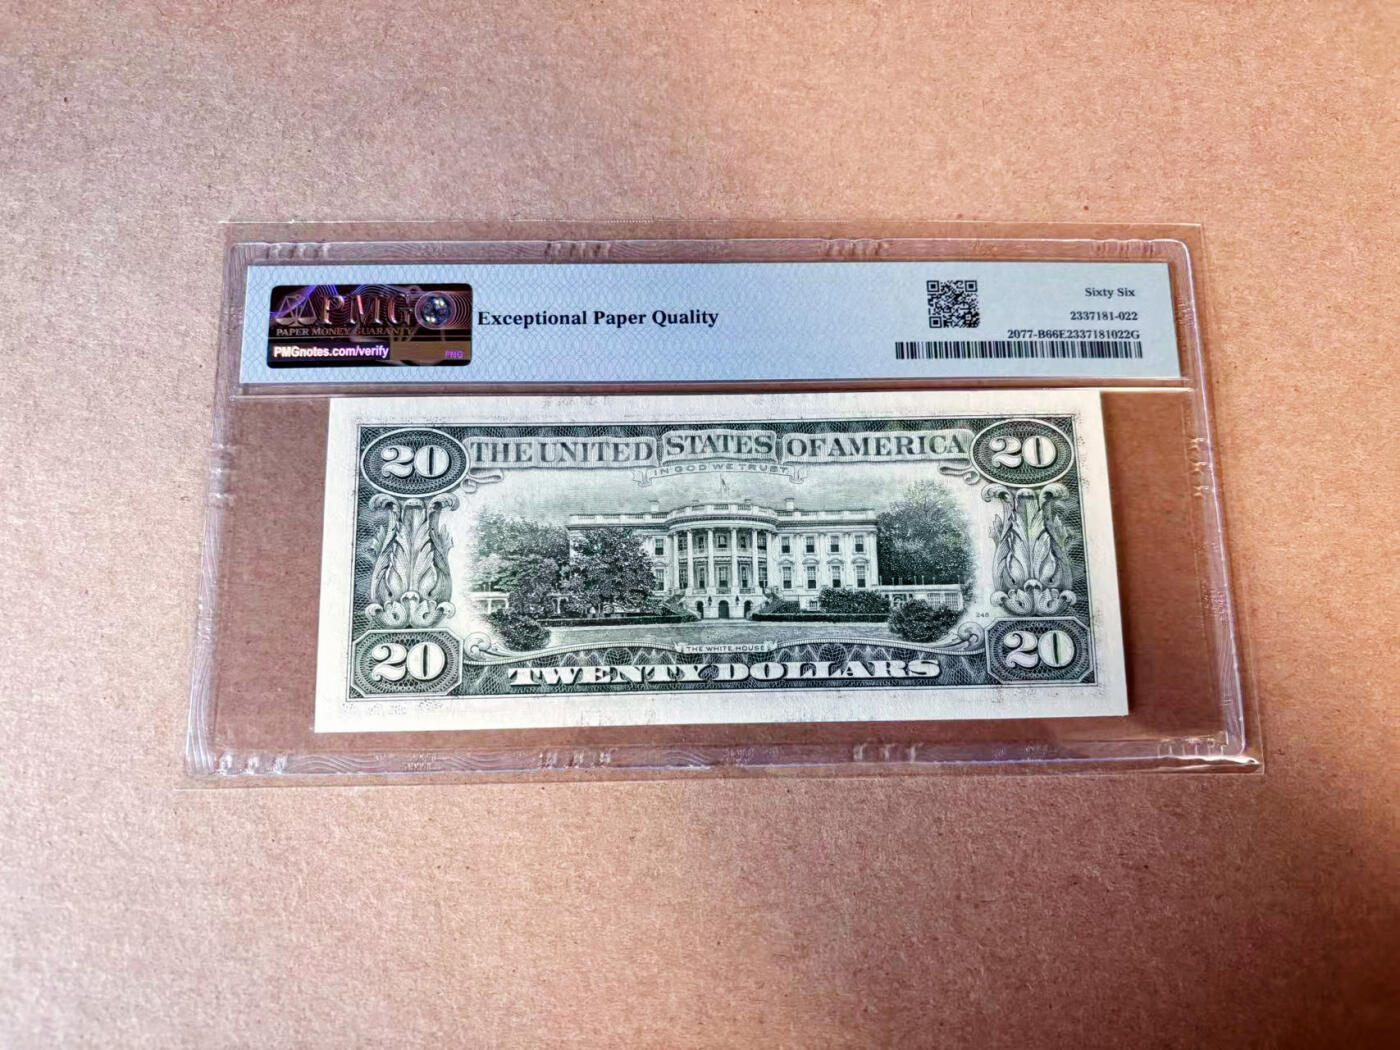 PMG
PAPER MONEY GUARANTY
PMGnotes.com/verify
PMG
Exceptional Paper Quality
Sixty Six
2337181-022
2077-B66E2337181022G
20
THE UNITED STATES OF AMERICA
20
IN GOD WE TRUST
THE WHITE HOUSE
20
TWENTY DOLLARS
20